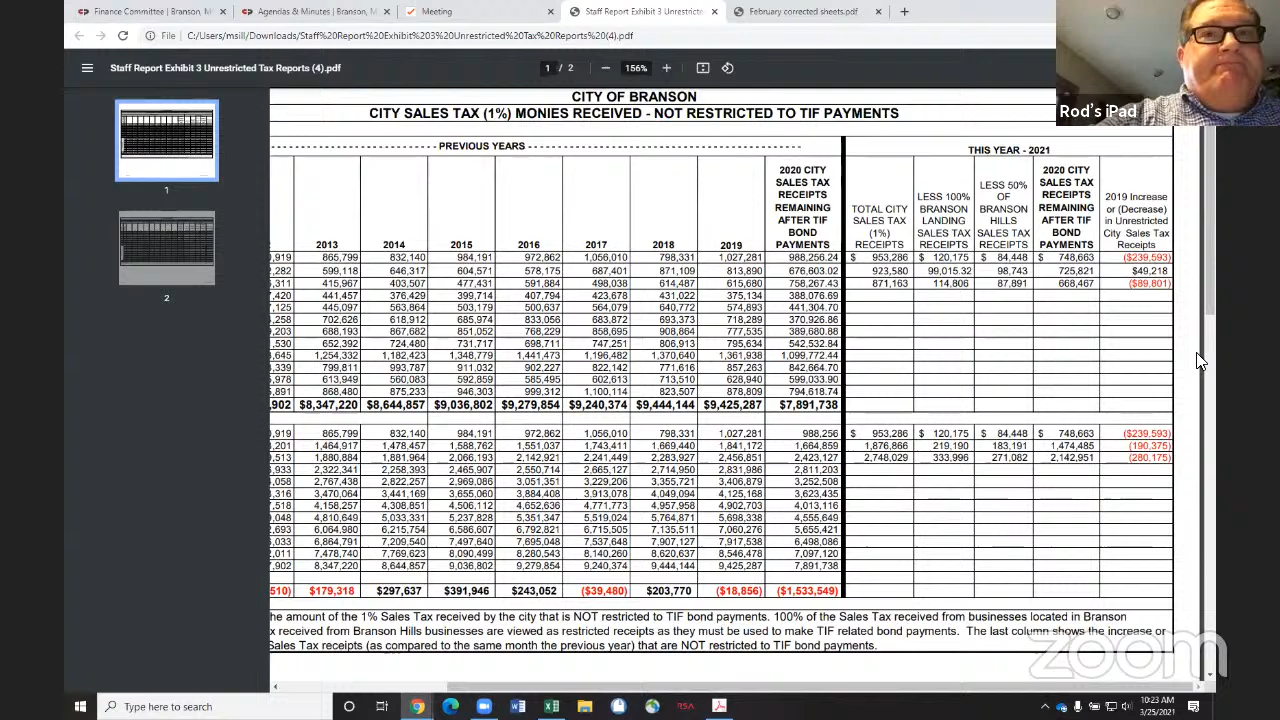 Finance Committee | Branson, M
Agendas & Minutes | Branson, M
Meeting
Staff Report Exhibit 3 Unrestricte
February corrected sheets.pdf
File C:/Users/msill/Downloads/Staff%20Report%20Exhibit%203%20Unrestricted%20Tax%20Reports%20(4).pdf
Staff Report Exhibit 3 Unrestricted Tax Reports (4).pdf
1 / 2
156%
Rod's iPad
1
2
CITY OF BRANSON
CITY SALES TAX (1%) MONIES RECEIVED - NOT RESTRICTED TO TIF PAYMENTS
PREVIOUS YEARS
THIS YEAR - 2021
2013 2014 2015 2016 2017 2018 2019
2020 CITY SALES TAX RECEIPTS REMAINING AFTER TIF BOND PAYMENTS
TOTAL CITY SALES TAX (1%) RECEIPTS
LESS 100% BRANSON LANDING SALES TAX RECEIPTS
LESS 50% OF BRANSON HILLS SALES TAX RECEIPTS
2020 CITY SALES TAX RECEIPTS REMAINING AFTER TIF BOND PAYMENTS
2019 Increase or (Decrease) in Unrestricted City Sales Tax Receipts
,919 865,799 832,140 984,191 972,862 1,056,010 798,331 1,027,281 988,256.24 $ 953,286 $ 120,175 $ 84,448 $ 748,663 ($239,593)
,282 599,118 646,317 604,571 578,175 687,401 871,109 813,890 676,603.02 923,580 99,015.32 98,743 725,821 $49,218
,311 415,967 403,507 477,431 591,884 498,038 614,487 615,680 758,267.43 871,163 114,806 87,891 668,467 ($89,801)
,420 441,457 376,429 399,714 407,794 423,678 431,022 375,134 388,076.69
,125 445,097 563,864 503,179 500,637 564,079 640,772 574,893 441,304.70
,258 702,626 618,912 685,974 833,056 683,872 693,373 718,289 370,926.86
,203 688,193 867,682 851,052 768,229 858,695 908,864 777,535 389,680.88
,530 652,392 724,480 731,717 698,711 747,251 806,913 795,634 542,532.84
,645 1,254,332 1,182,423 1,348,779 1,441,473 1,196,482 1,370,640 1,361,938 1,099,772.44
,339 799,811 993,787 911,032 902,227 822,142 771,616 857,263 842,664.70
,978 613,949 560,083 592,859 585,495 602,613 713,510 628,940 599,033.90
,891 868,480 875,233 946,303 999,312 1,100,114 823,507 878,809 794,618.74
,902 $8,347,220 $8,644,857 $9,036,802 $9,279,854 $9,240,374 $9,444,144 $9,425,287 $7,891,738
,919 865,799 832,140 984,191 972,862 1,056,010 798,331 1,027,281 988,256 $ 953,286 $ 120,175 $ 84,448 $ 748,663 ($239,593)
,201 1,464,917 1,478,457 1,588,762 1,551,037 1,743,411 1,669,440 1,841,172 1,664,859 1,876,866 219,190 183,191 1,474,485 (190,375)
,513 1,880,884 1,881,964 2,066,193 2,142,921 2,241,449 2,283,927 2,456,851 2,423,127 2,748,029 333,996 271,082 2,142,951 (280,175)
,933 2,322,341 2,258,393 2,465,907 2,550,714 2,665,127 2,714,950 2,831,986 2,811,203
,058 2,767,438 2,822,257 2,969,086 3,051,351 3,229,206 3,355,721 3,406,879 3,252,508
,316 3,470,064 3,441,169 3,655,060 3,884,408 3,913,078 4,049,094 4,125,168 3,623,435
,518 4,158,257 4,308,851 4,506,112 4,652,636 4,771,773 4,957,958 4,902,703 4,013,116
,048 4,810,649 5,033,331 5,237,828 5,351,347 5,519,024 5,764,871 5,698,338 4,555,649
,693 6,064,980 6,215,754 6,586,607 6,792,821 6,715,505 7,135,511 7,060,276 5,655,421
,033 6,864,791 7,209,540 7,497,640 7,695,048 7,537,648 7,907,127 7,917,538 6,498,086
,011 7,478,740 7,769,623 8,090,499 8,280,543 8,140,260 8,620,637 8,546,478 7,097,120
,902 8,347,220 8,644,857 9,036,802 9,279,854 9,240,374 9,444,144 9,425,287 7,891,738
510) $179,318 $297,637 $391,946 $243,052 ($39,480) $203,770 ($18,856) ($1,533,549)
he amount of the 1% Sales Tax received by the city that is NOT restricted to TIF bond payments. 100% of the Sales Tax received from businesses located in Branson
x received from Branson Hills businesses are viewed as restricted receipts as they must be used to make TIF related bond payments. The last column shows the increase or
Sales Tax receipts (as compared to the same month the previous year) that are NOT restricted to TIF bond payments.
zoom
Type here to search
RSA
10:23 AM
3/25/2021